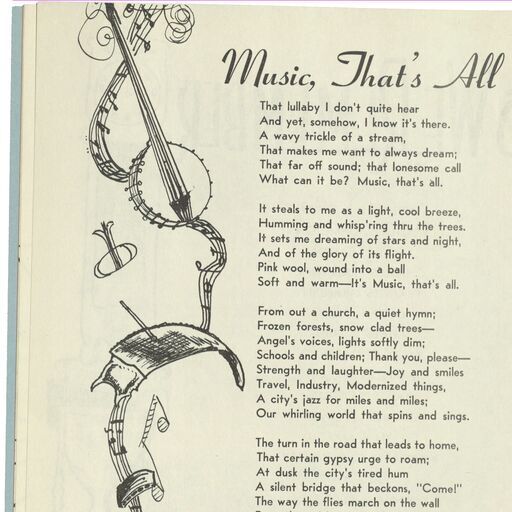 Music, That's All
That lullaby I don't quite hear
And yet, somehow, I know it's there.
A wavy trickle of a stream,
That makes me want to always dream;
That far off sound; that lonesome call
What can it be? Music, that's all.
It steals to me as a light, cool breeze,
Humming and whisp'ring thru the trees.
It sets me dreaming of stars and night,
And of the glory of its flight.
Pink wool, wound into a ball
Soft and warm—It's Music, that's all.
From out a church, a quiet hymn;
Frozen forests, snow clad trees—
Angel's voices, lights softly dim;
Schools and children; Thank you, please—
Strength and laughter—Joy and smiles
Travel, Industry, Modernized things,
A city's jazz for miles and miles;
Our whirling world that spins and sings.
The turn in the road that leads to home,
That certain gypsy urge to roam;
At dusk the city's tired hum
A silent bridge that beckons, "Come!"
The way the flies march on the wall